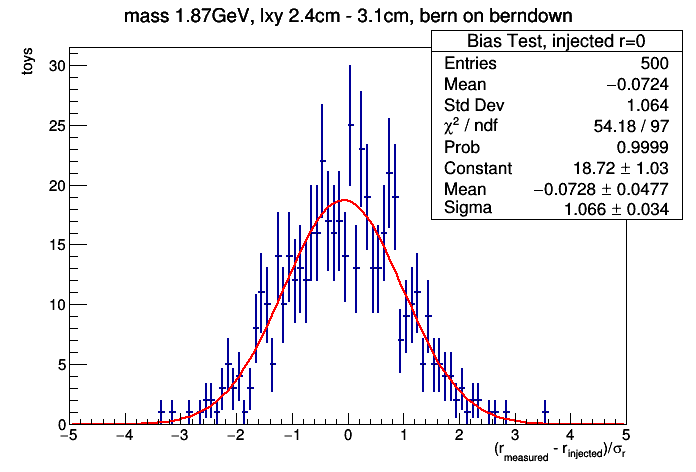 mass 1.87GeV, lxy 2.4cm - 3.1cm, bern on berndown
Bias Test, injected r=0
Entries 500
Mean −0.0724
Std Dev 1.064
χ² / ndf 54.18 / 97
Prob 0.9999
Constant 18.72 ± 1.03
Mean −0.0728 ± 0.0477
Sigma 1.066 ± 0.034
toys
30
25
20
15
10
5
0
−5 −4 −3 −2 −1 0 1 2 3 4 5
(r_measured - r_injected)/σ_r